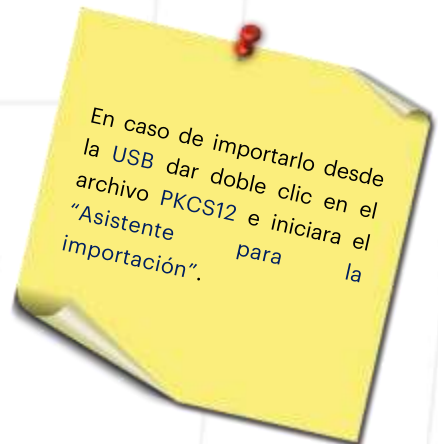 En caso de importarlo desde
la USB dar doble clic en el
archivo PKCS12 e iniciara el
“Asistente para la
importación”.